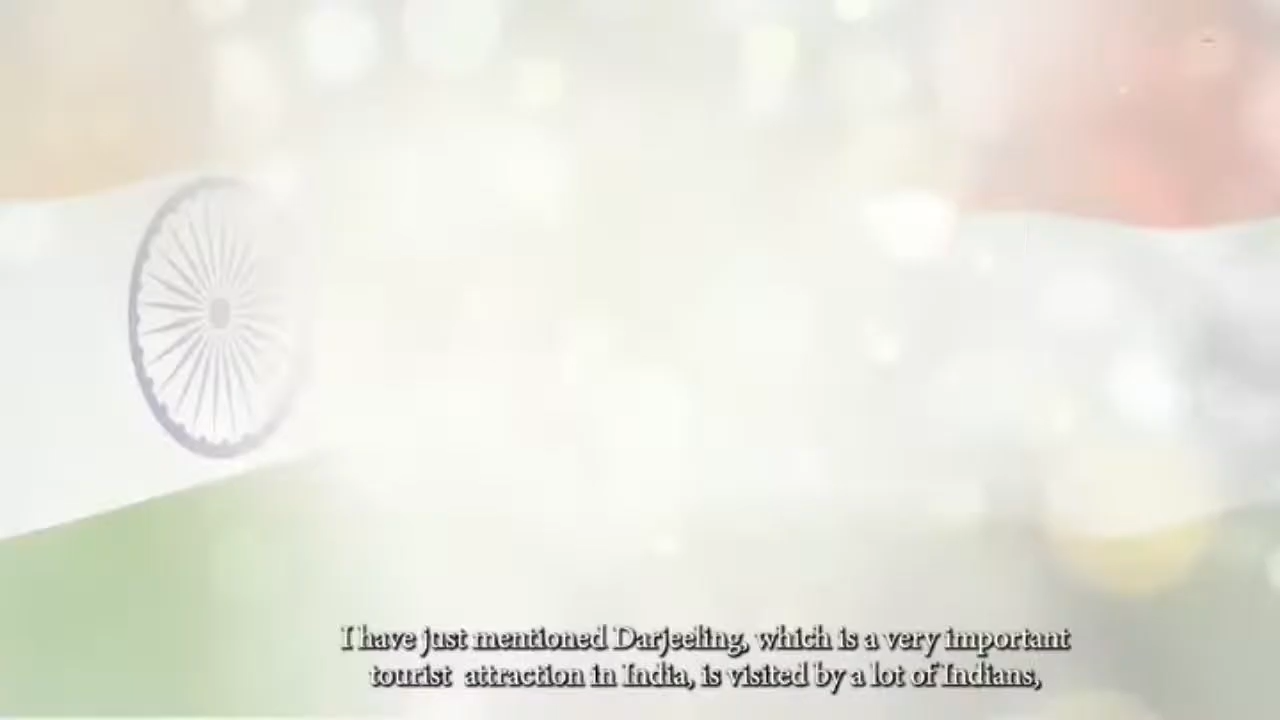 I have just mentioned Darjeeling, which is a very important
tourist attraction in India, is visited by a lot of Indians,